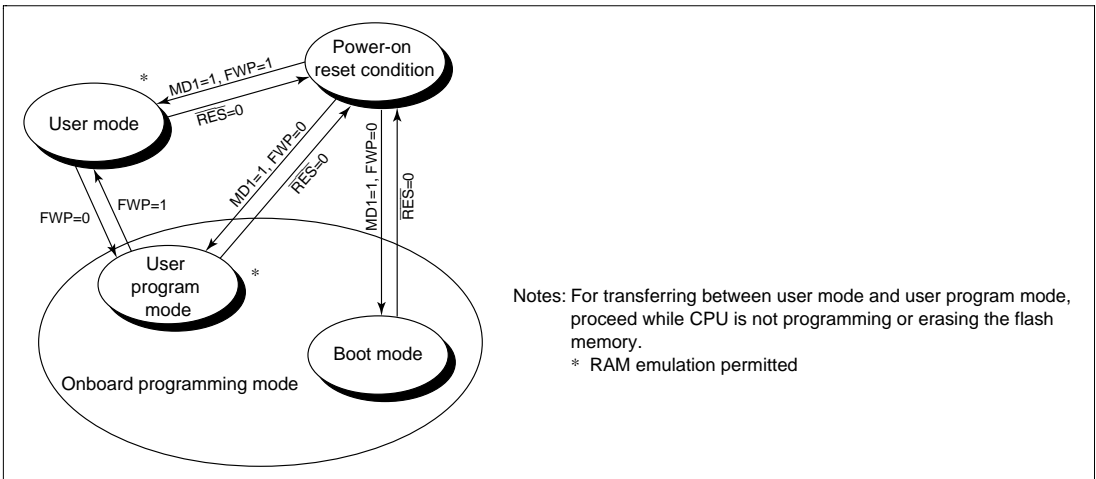 Power-on
reset condition
*
MD1=1, FWP=1
RES=0
User mode
MD1=1, FWP=0
RES=0
MD1=1, FWP=0
RES=0
FWP=0
FWP=1
User
program
mode
*
Boot mode
Onboard programming mode
Notes: For transferring between user mode and user program mode,
proceed while CPU is not programming or erasing the flash
memory.
* RAM emulation permitted